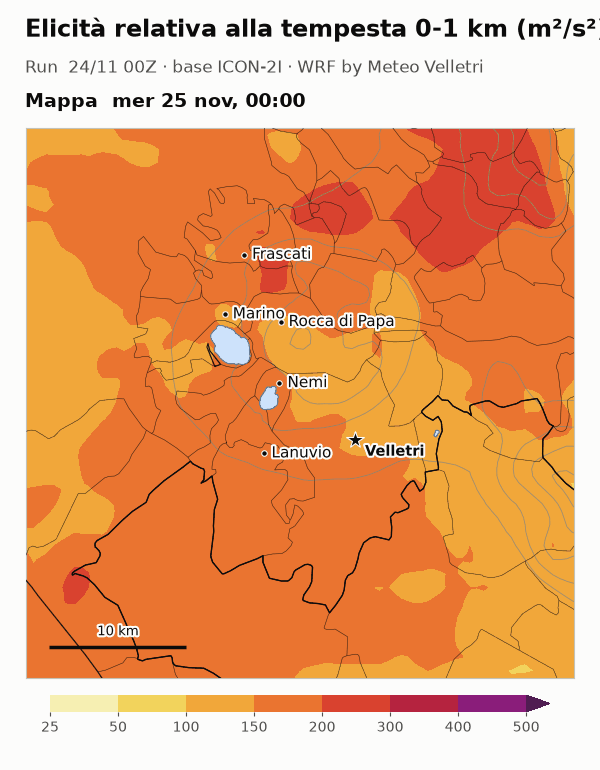 Elicità relativa alla tempesta 0-1 km (m²/s²)
Run 24/11 00Z · base ICON-2I · WRF by Meteo Velletri
Mappa mer 25 nov, 00:00
Frascati
Marino
Rocca di Papa
Nemi
Velletri
Lanuvio
10 km
25 50 100 150 200 300 400 500